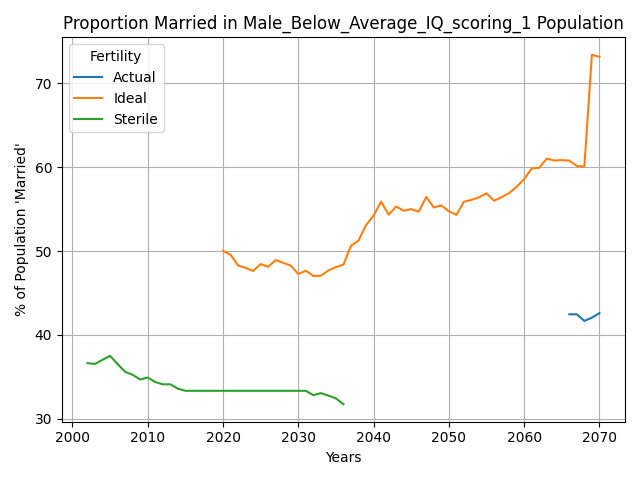 Proportion Married in Male_Below_Average_IQ_scoring_1 Population
Fertility
Actual
Ideal
Sterile
% of Population 'Married'
70
60
50
40
30
2000 2010 2020 2030 2040 2050 2060 2070
Years